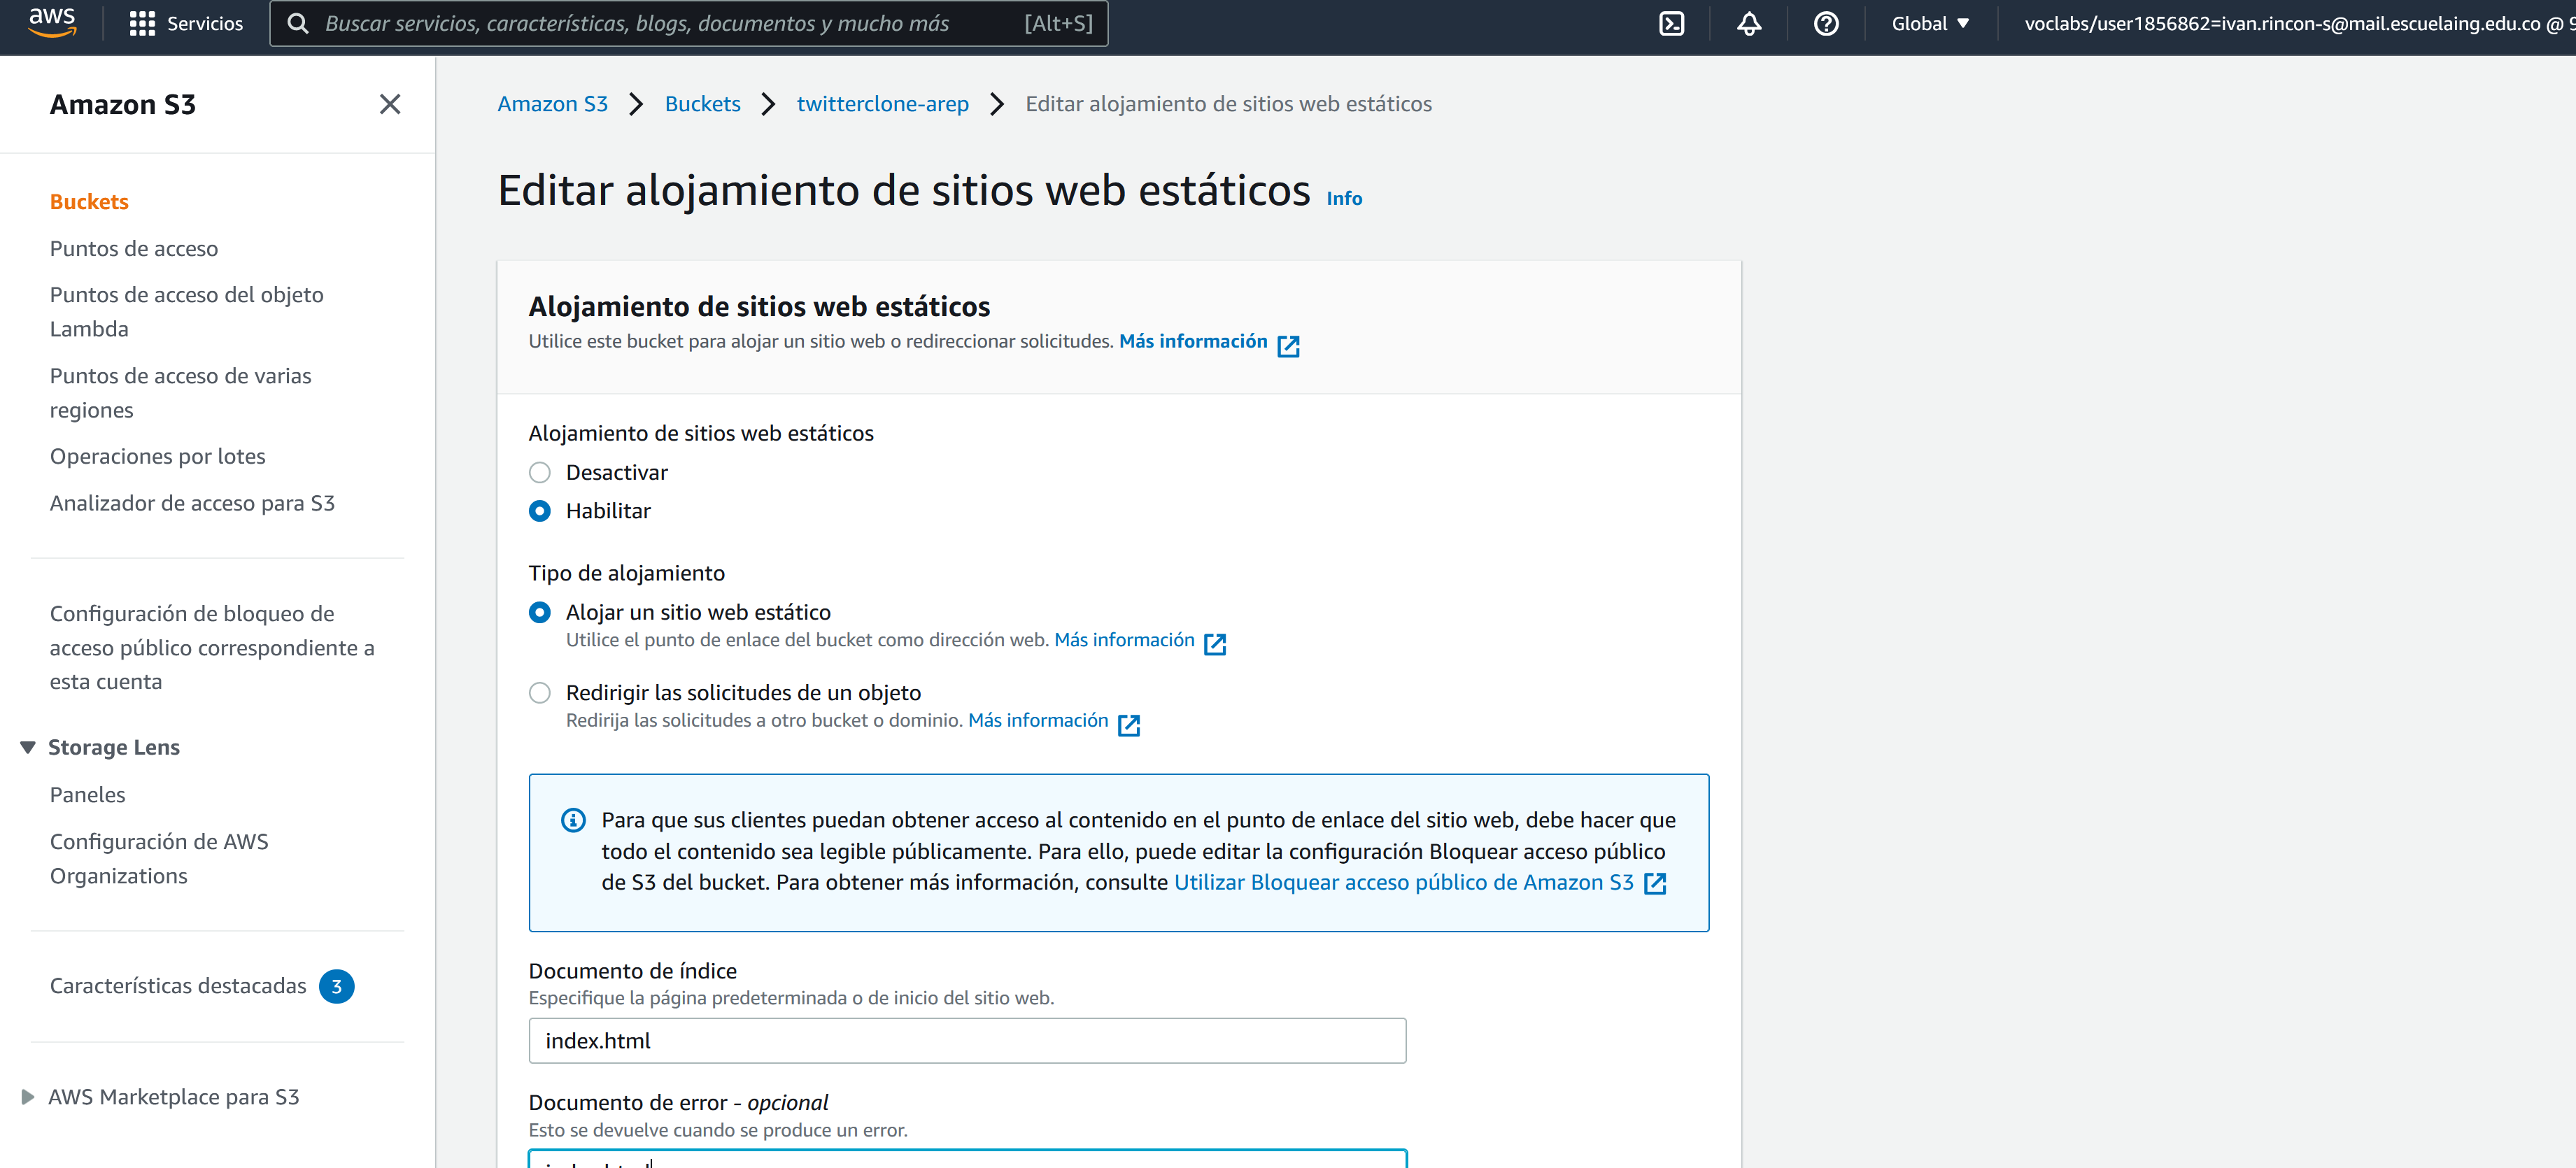 aws
Servicios
Buscar servicios, características, blogs, documentos y mucho más [Alt+S]
Global
voclabs/user1856862=ivan.rincon-s@mail.escuelaing.edu.co @
Amazon S3
Buckets
Puntos de acceso
Puntos de acceso del objeto
Lambda
Puntos de acceso de varias
regiones
Operaciones por lotes
Analizador de acceso para S3
Configuración de bloqueo de
acceso público correspondiente a
esta cuenta
Storage Lens
Paneles
Configuración de AWS
Organizations
Características destacadas 3
AWS Marketplace para S3
Amazon S3 > Buckets > twitterclone-arep > Editar alojamiento de sitios web estáticos
Editar alojamiento de sitios web estáticos Info
Alojamiento de sitios web estáticos
Utilice este bucket para alojar un sitio web o redireccionar solicitudes. Más información
Alojamiento de sitios web estáticos
Desactivar
Habilitar
Tipo de alojamiento
Alojar un sitio web estático
Utilice el punto de enlace del bucket como dirección web. Más información
Redirigir las solicitudes de un objeto
Redirija las solicitudes a otro bucket o dominio. Más información
Para que sus clientes puedan obtener acceso al contenido en el punto de enlace del sitio web, debe hacer que
todo el contenido sea legible públicamente. Para ello, puede editar la configuración Bloquear acceso público
de S3 del bucket. Para obtener más información, consulte Utilizar Bloquear acceso público de Amazon S3
Documento de índice
Especifique la página predeterminada o de inicio del sitio web.
index.html
Documento de error - opcional
Esto se devuelve cuando se produce un error.